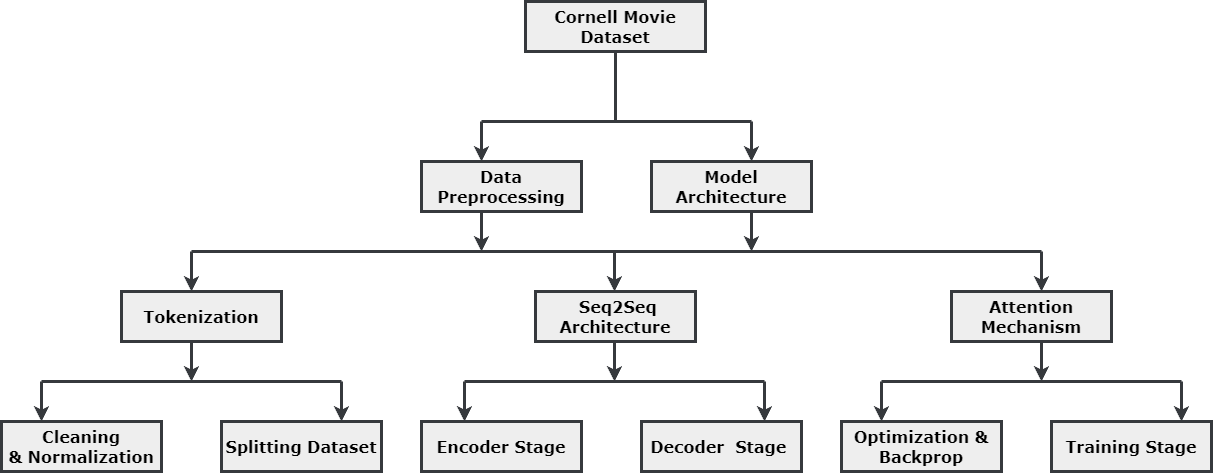 Cornell Movie
Dataset
Data
Preprocessing
Model
Architecture
Tokenization
Seq2Seq
Architecture
Attention
Mechanism
Cleaning
& Normalization
Splitting Dataset
Encoder Stage
Decoder  Stage
Optimization &
Backprop
Training Stage